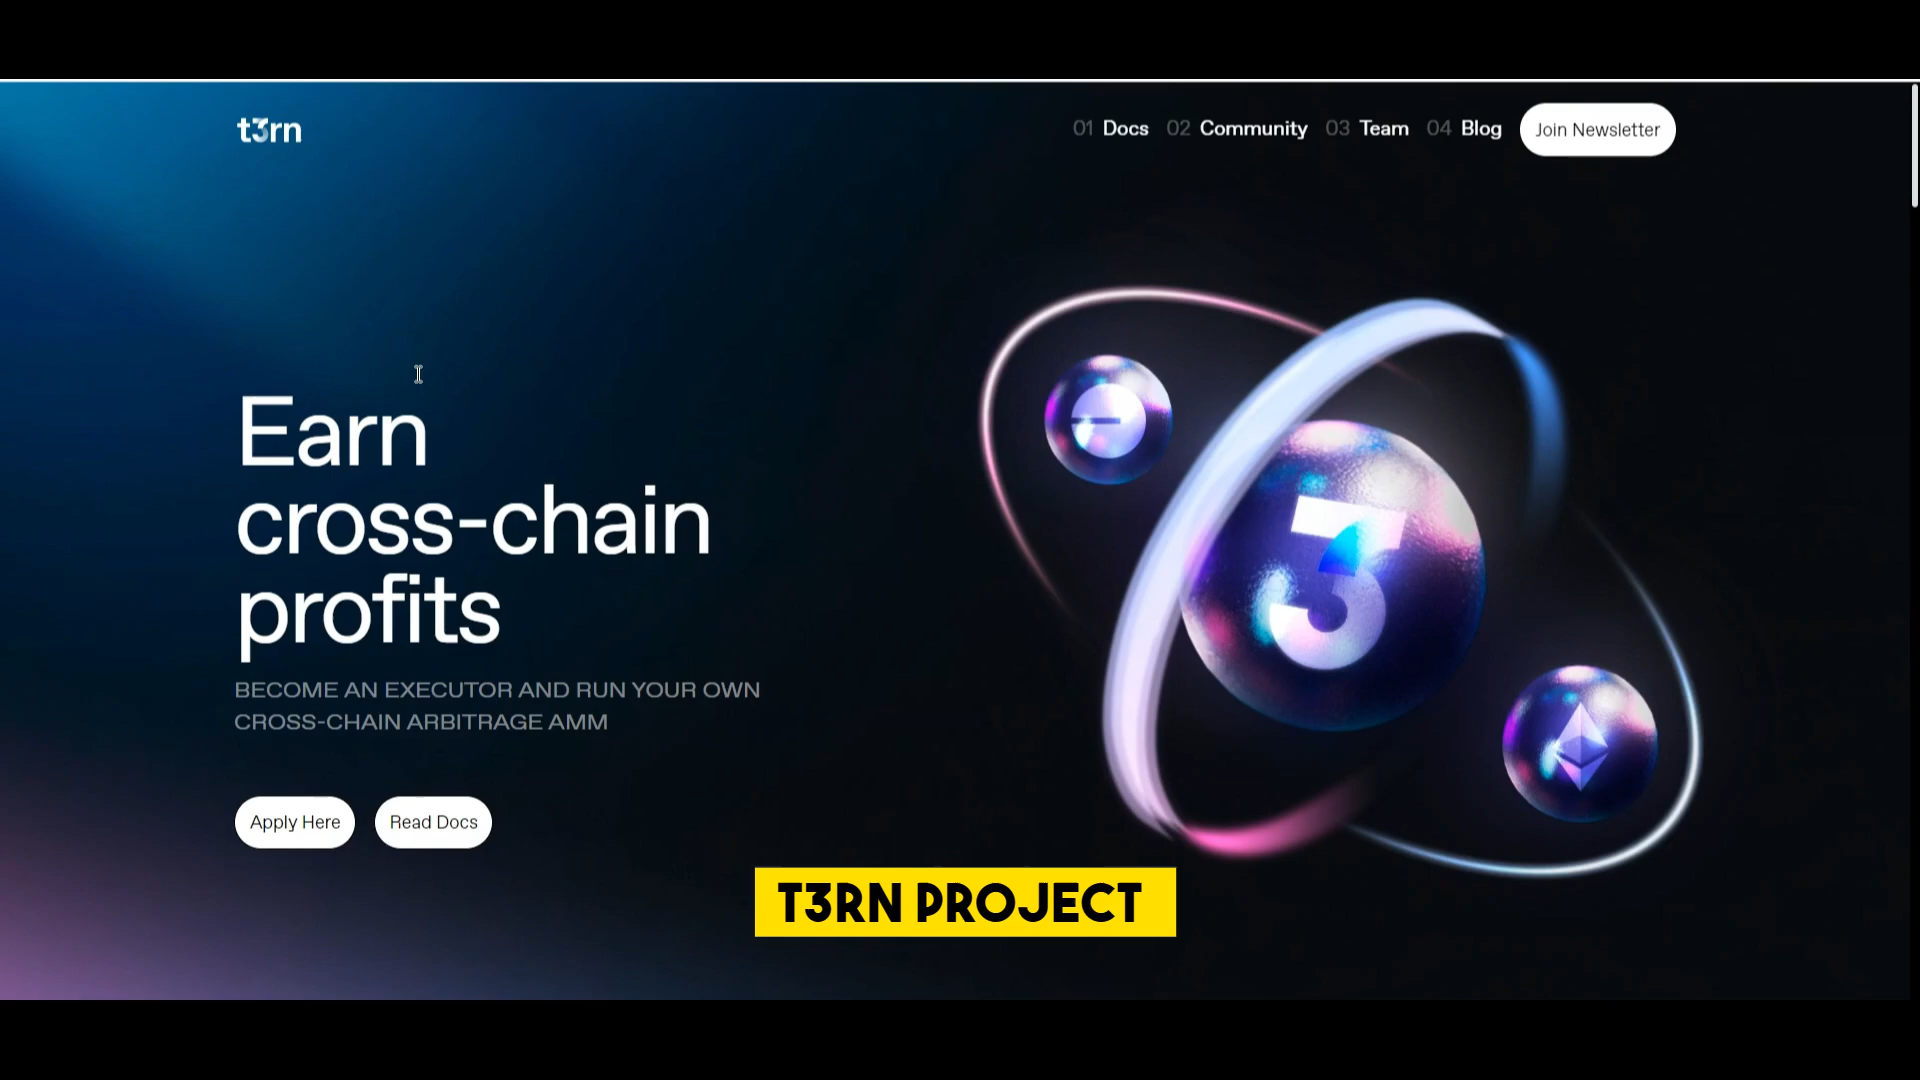 t3rn
01 Docs 02 Community 03 Team 04 Blog Join Newsletter
Earn
cross-chain
profits
BECOME AN EXECUTOR AND RUN YOUR OWN
CROSS-CHAIN ARBITRAGE AMM
3
Apply Here Read Docs
T3RN PROJECT